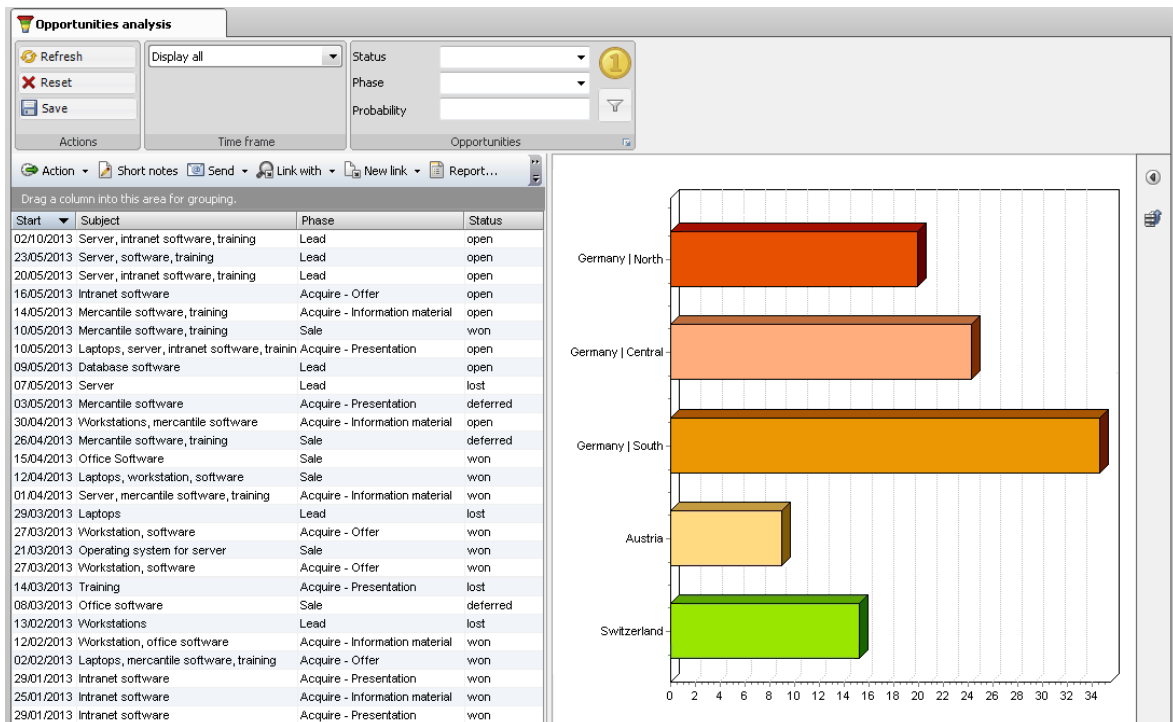 Opportunities analysis
Refresh
Reset
Save
Actions
Display all
Time frame
Status
Phase
Probability
1
Opportunities
Action Short notes Send Link with New link Report...
Drag a column into this area for grouping.
Start Subject Phase Status
02/10/2013 Server, intranet software, training Lead open
23/05/2013 Server, software, training Lead open
20/05/2013 Server, intranet software, training Lead open
16/05/2013 Intranet software Acquire - Offer open
14/05/2013 Mercantile software, training Acquire - Information material open
10/05/2013 Mercantile software, training Sale won
10/05/2013 Laptops, server, intranet software, trainin Acquire - Presentation open
09/05/2013 Database software Lead open
07/05/2013 Server Lead lost
03/05/2013 Mercantile software Acquire - Presentation deferred
30/04/2013 Workstations, mercantile software Acquire - Information material open
26/04/2013 Mercantile software, training Sale deferred
15/04/2013 Office Software Sale won
12/04/2013 Laptops, workstation, software Sale won
01/04/2013 Server, mercantile software, training Acquire - Information material won
29/03/2013 Laptops Lead lost
27/03/2013 Workstation, software Acquire - Offer won
21/03/2013 Operating system for server Sale won
27/03/2013 Workstation, software Acquire - Offer won
14/03/2013 Training Acquire - Presentation lost
08/03/2013 Office software Sale deferred
13/02/2013 Workstations Lead lost
12/02/2013 Workstation, office software Acquire - Information material won
02/02/2013 Laptops, mercantile software, training Acquire - Offer won
29/01/2013 Intranet software Acquire - Presentation won
25/01/2013 Intranet software Acquire - Information material won
29/01/2013 Intranet software Acquire - Presentation won
Germany | North
Germany | Central
Germany | South
Austria
Switzerland
0 2 4 6 8 10 12 14 16 18 20 22 24 26 28 30 32 34